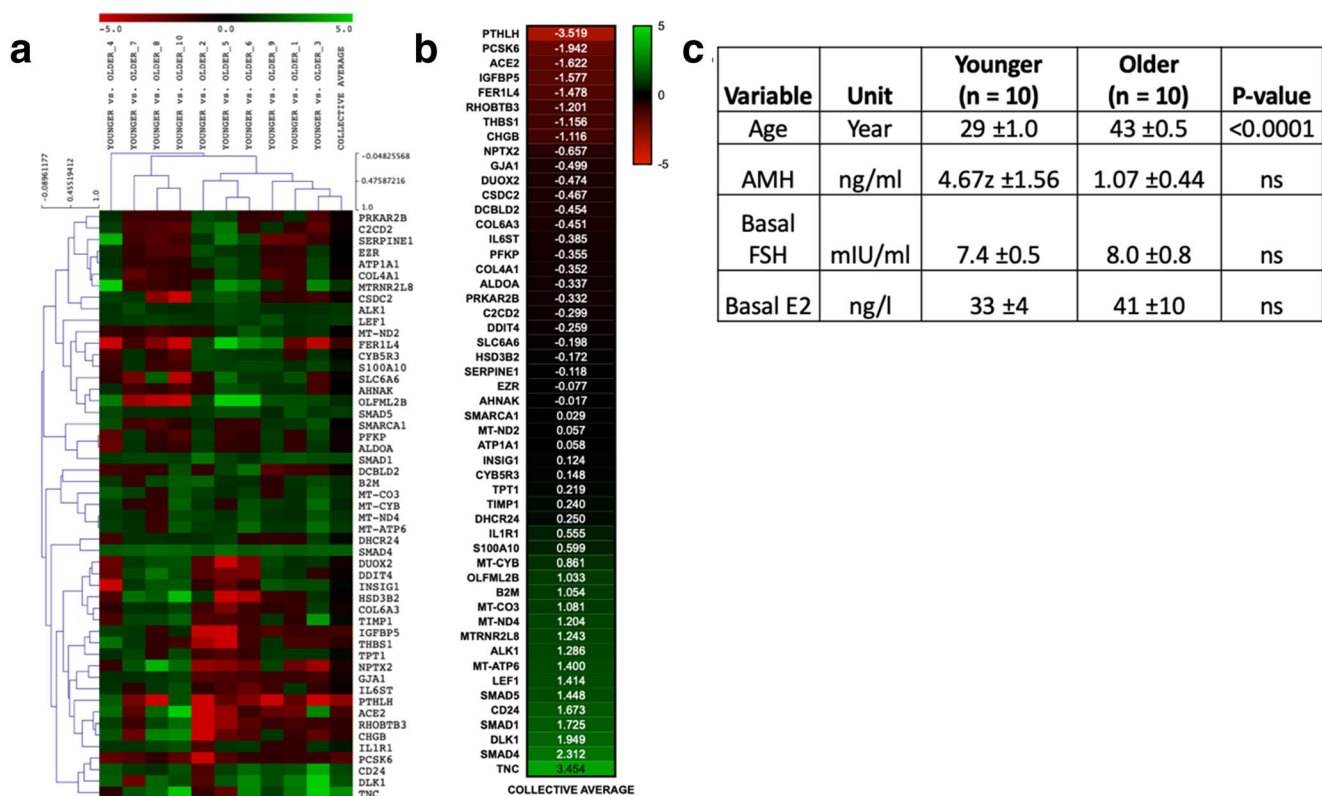 a
-5.0 0.0 5.0
YOUNGER vs. OLDER_4
YOUNGER vs. OLDER_7
YOUNGER vs. OLDER_8
YOUNGER vs. OLDER_10
YOUNGER vs. OLDER_2
YOUNGER vs. OLDER_5
YOUNGER vs. OLDER_6
YOUNGER vs. OLDER_9
YOUNGER vs. OLDER_1
YOUNGER vs. OLDER_3
COLLECTIVE AVERAGE
-0.04825568
0.47587216
1.0
-0.08961177
0.45519412
1.0
PRKAR2B
C2CD2
SERPINE1
EZR
ATP1A1
COL4A1
MTRNR2L8
CSDC2
ALK1
LEF1
MT-ND2
FER1L4
CYB5R3
S100A10
SLC6A6
AHNAK
OLFML2B
SMAD5
SMARCA1
PFKP
ALDOA
SMAD1
DCBLD2
B2M
MT-CO3
MT-CYB
MT-ND4
MT-ATP6
DHCR24
SMAD4
DUOX2
DDIT4
INSIG1
HSD3B2
COL6A3
TIMP1
IGFBP5
THBS1
TPT1
NPTX2
GJA1
IL6ST
PTHLH
ACE2
RHOBTB3
CHGB
IL1R1
PCSK6
CD24
DLK1
TNC
b
PTHLH -3.519
PCSK6 -1.942
ACE2 -1.622
IGFBP5 -1.577
FER1L4 -1.478
RHOBTB3 -1.201
THBS1 -1.156
CHGB -1.116
NPTX2 -0.657
GJA1 -0.499
DUOX2 -0.474
CSDC2 -0.467
DCBLD2 -0.454
COL6A3 -0.451
IL6ST -0.385
PFKP -0.355
COL4A1 -0.352
ALDOA -0.337
PRKAR2B -0.332
C2CD2 -0.299
DDIT4 -0.259
SLC6A6 -0.198
HSD3B2 -0.172
SERPINE1 -0.118
EZR -0.077
AHNAK -0.017
SMARCA1 0.029
MT-ND2 0.057
ATP1A1 0.058
INSIG1 0.124
CYB5R3 0.148
TPT1 0.219
TIMP1 0.240
DHCR24 0.250
IL1R1 0.555
S100A10 0.599
MT-CYB 0.861
OLFML2B 1.033
B2M 1.054
MT-CO3 1.081
MT-ND4 1.204
MTRNR2L8 1.243
ALK1 1.286
MT-ATP6 1.400
LEF1 1.414
SMAD5 1.448
CD24 1.673
SMAD1 1.725
DLK1 1.949
SMAD4 2.312
TNC 3.454
COLLECTIVE AVERAGE
5
0
-5
c
Variable Unit Younger (n = 10) Older (n = 10) P-value
Age Year 29 ±1.0 43 ±0.5 <0.0001
AMH ng/ml 4.67z ±1.56 1.07 ±0.44 ns
Basal FSH mIU/ml 7.4 ±0.5 8.0 ±0.8 ns
Basal E2 ng/l 33 ±4 41 ±10 ns